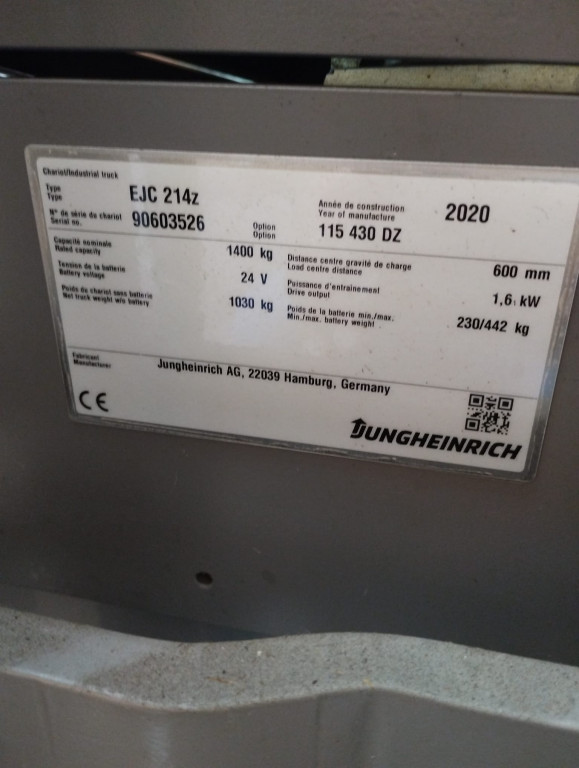 Chariot/Industrial truck
Type
Type
EJC 214z
Année de construction
Year of manufacture
2020
N° de série du chariot
Serial no.
90603526
Option
Option
115 430 DZ
Capacité nominale
Rated capacity
1400 kg
Distance centre gravité de charge
Load centre distance
600 mm
Tension de la batterie
Battery voltage
24 V
Puissance d'entrainement
Drive output
1,6 kW
Poids du chariot sans batterie
Net truck weight w/o battery
1030 kg
Poids de la batterie min./max.
Min./max. battery weight
230/442 kg
Fabricant
Manufacturer
Jungheinrich AG, 22039 Hamburg, Germany
CE
JUNGHEINRICH